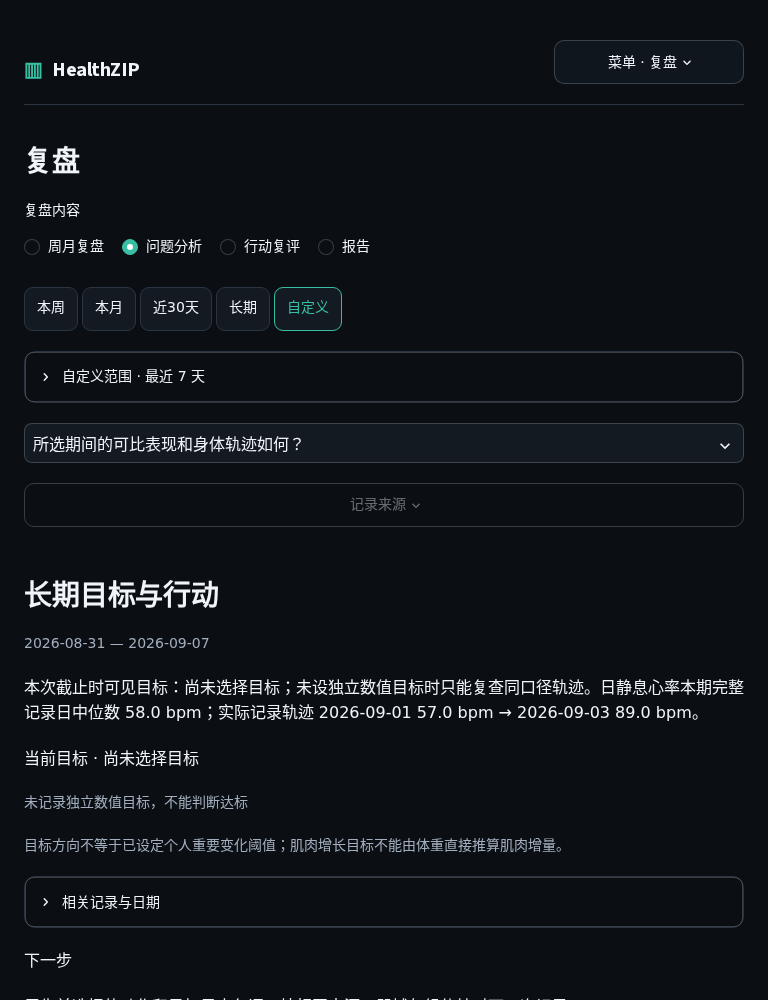 HealthZIP
菜单 · 复盘
复盘
复盘内容
周月复盘 问题分析 行动复评 报告
本周 本月 近30天 长期 自定义
自定义范围 · 最近 7 天
所选期间的可比表现和身体轨迹如何？
记录来源
长期目标与行动
2026-08-31 — 2026-09-07
本次截止时可见目标：尚未选择目标；未设独立数值目标时只能复查同口径轨迹。日静息心率本期完整
记录日中位数 58.0 bpm；实际记录轨迹 2026-09-01 57.0 bpm → 2026-09-03 89.0 bpm。
当前目标 · 尚未选择目标
未记录独立数值目标，不能判断达标
目标方向不等于已设定个人重要变化阈值；肌肉增长目标不能由体重直接推算肌肉增量。
相关记录与日期
下一步